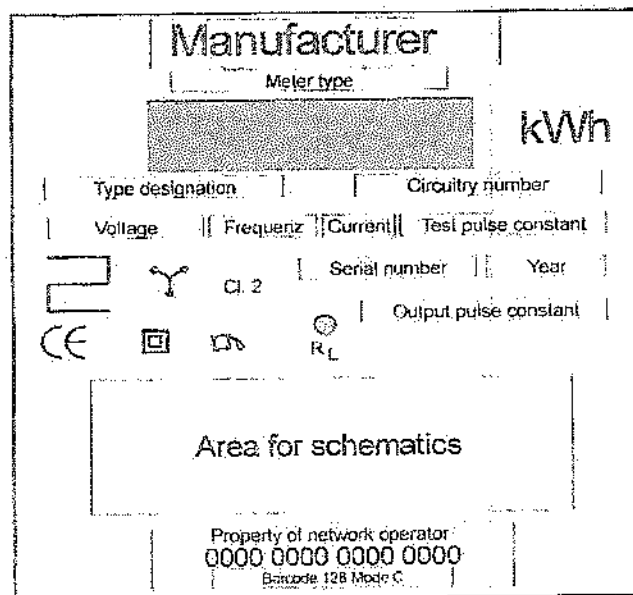 Manufacturer
Meter type
kWh
Type designation Circuitry number
Voltage Frequenz Current Test pulse constant
Serial number Year
Cl. 2
Output pulse constant
CE RL
Area for schematics
Property of network operator
0000 0000 0000 0000
Barcode 128 Mode C